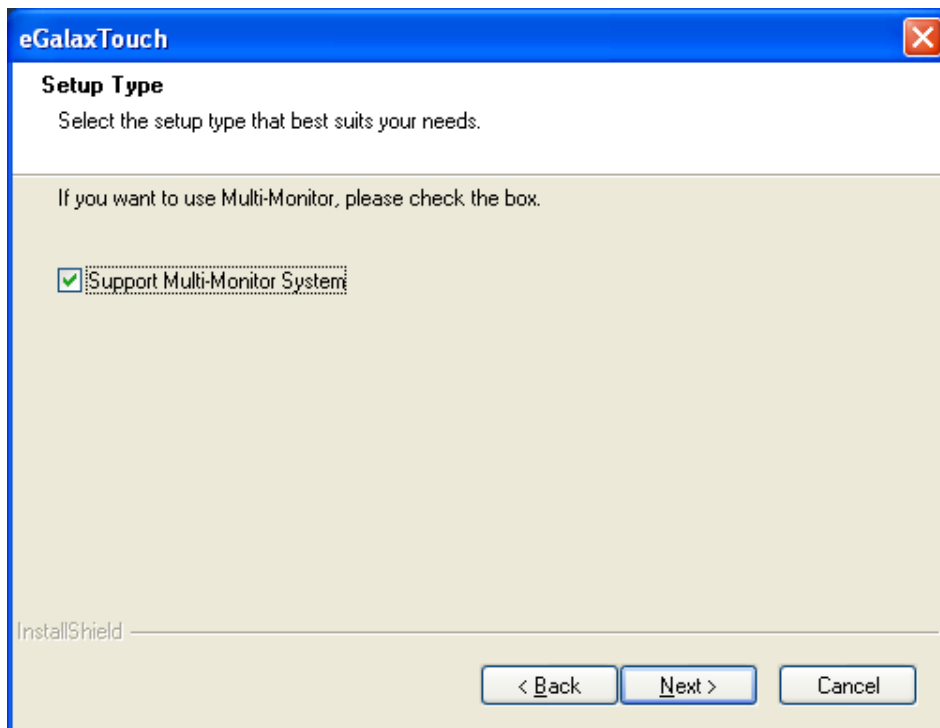 eGalaxTouch
Setup Type
Select the setup type that best suits your needs.
If you want to use Multi-Monitor, please check the box.
Support Multi-Monitor System
InstallShield
< Back
Next >
Cancel